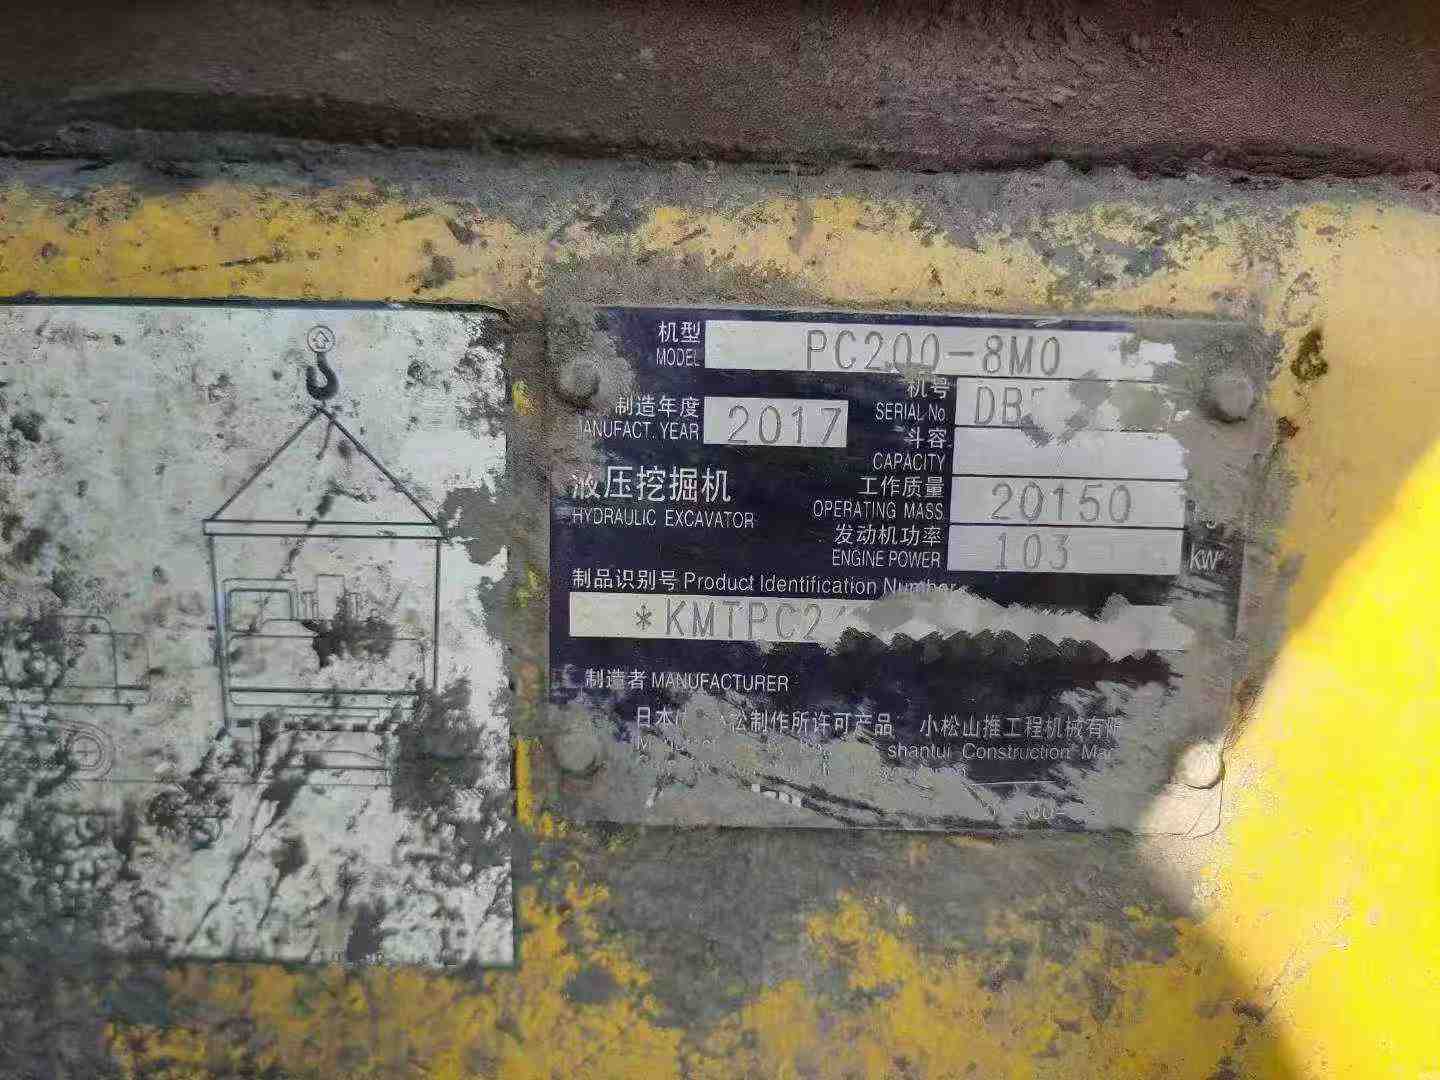 机型 PC200-8M0
MODEL
机号 DB
SERIAL No
制造年度 2017
MANUFACT. YEAR
斗容
CAPACITY
液压挖掘机
HYDRAULIC EXCAVATOR
工作质量 20150
OPERATING MASS
发动机功率 103 KW
ENGINE POWER
制品识别号 Product Identification Number
*KMTPC2
制造者 MANUFACTURER
日本 制作所许可产品 小松山推工程机械有
shantui Construction